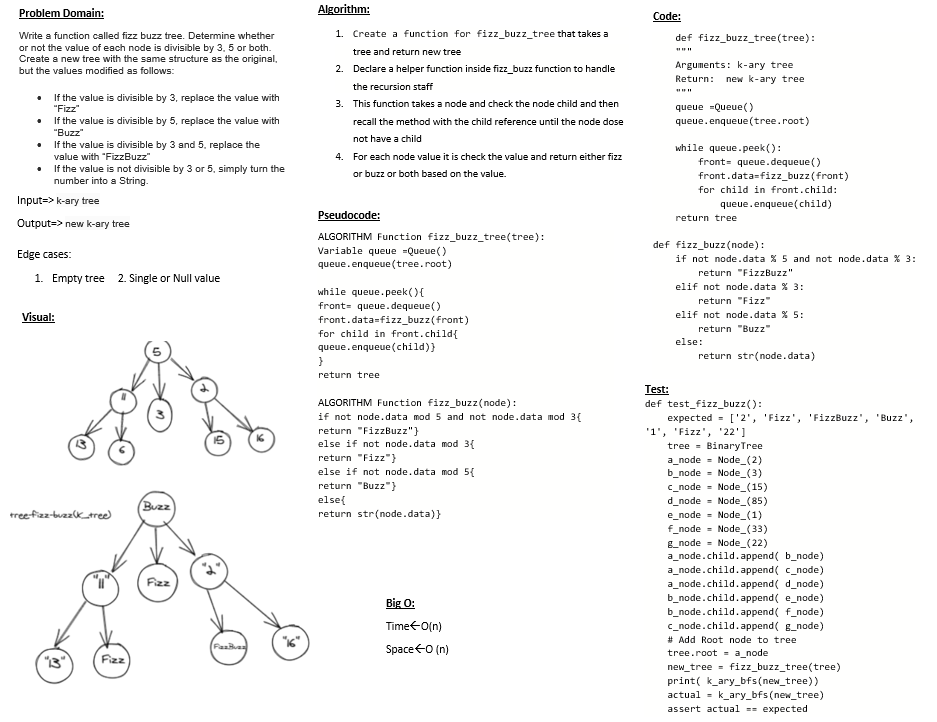 Problem Domain:
Write a function called fizz buzz tree. Determine whether
or not the value of each node is divisible by 3, 5 or both.
Create a new tree with the same structure as the original,
but the values modified as follows:
• If the value is divisible by 3, replace the value with
“Fizz”
• If the value is divisible by 5, replace the value with
“Buzz”
• If the value is divisible by 3 and 5, replace the
value with “FizzBuzz”
• If the value is not divisible by 3 or 5, simply turn the
number into a String.
Input=> k-ary tree
Output=> new k-ary tree
Edge cases:
1. Empty tree 2. Single or Null value
Visual:
5
11 3 2
13 6 15 16
tree-fizz-buzz(k_tree)
Buzz
"11" Fizz "2"
"13" Fizz FizzBuzz "16"
Algorithm:
1. Create a function for fizz_buzz_tree that takes a
tree and return new tree
2. Declare a helper function inside fizz_buzz function to handle
the recursion staff
3. This function takes a node and check the node child and then
recall the method with the child reference until the node dose
not have a child
4. For each node value it is check the value and return either fizz
or buzz or both based on the value.
Pseudocode:
ALGORITHM Function fizz_buzz_tree(tree):
Variable queue =Queue()
queue.enqueue(tree.root)
while queue.peek(){
front= queue.dequeue()
front.data=fizz_buzz(front)
for child in front.child{
queue.enqueue(child)}
}
return tree
ALGORITHM Function fizz_buzz(node):
if not node.data mod 5 and not node.data mod 3{
return "FizzBuzz"}
else if not node.data mod 3{
return "Fizz"}
else if not node.data mod 5{
return "Buzz"}
else{
return str(node.data)}
Big O:
Time←O(n)
Space←O (n)
Code:
def fizz_buzz_tree(tree):
"""
Arguments: k-ary tree
Return: new k-ary tree
"""
queue =Queue()
queue.enqueue(tree.root)
while queue.peek():
front= queue.dequeue()
front.data=fizz_buzz(front)
for child in front.child:
queue.enqueue(child)
return tree
def fizz_buzz(node):
if not node.data % 5 and not node.data % 3:
return "FizzBuzz"
elif not node.data % 3:
return "Fizz"
elif not node.data % 5:
return "Buzz"
else:
return str(node.data)
Test:
def test_fizz_buzz():
expected = ['2', 'Fizz', 'FizzBuzz', 'Buzz',
'1', 'Fizz', '22']
tree = BinaryTree
a_node = Node_(2)
b_node = Node_(3)
c_node = Node_(15)
d_node = Node_(85)
e_node = Node_(1)
f_node = Node_(33)
g_node = Node_(22)
a_node.child.append( b_node)
a_node.child.append( c_node)
a_node.child.append( d_node)
b_node.child.append( e_node)
b_node.child.append( f_node)
c_node.child.append( g_node)
# Add Root node to tree
tree.root = a_node
new_tree = fizz_buzz_tree(tree)
print( k_ary_bfs(new_tree))
actual = k_ary_bfs(new_tree)
assert actual == expected